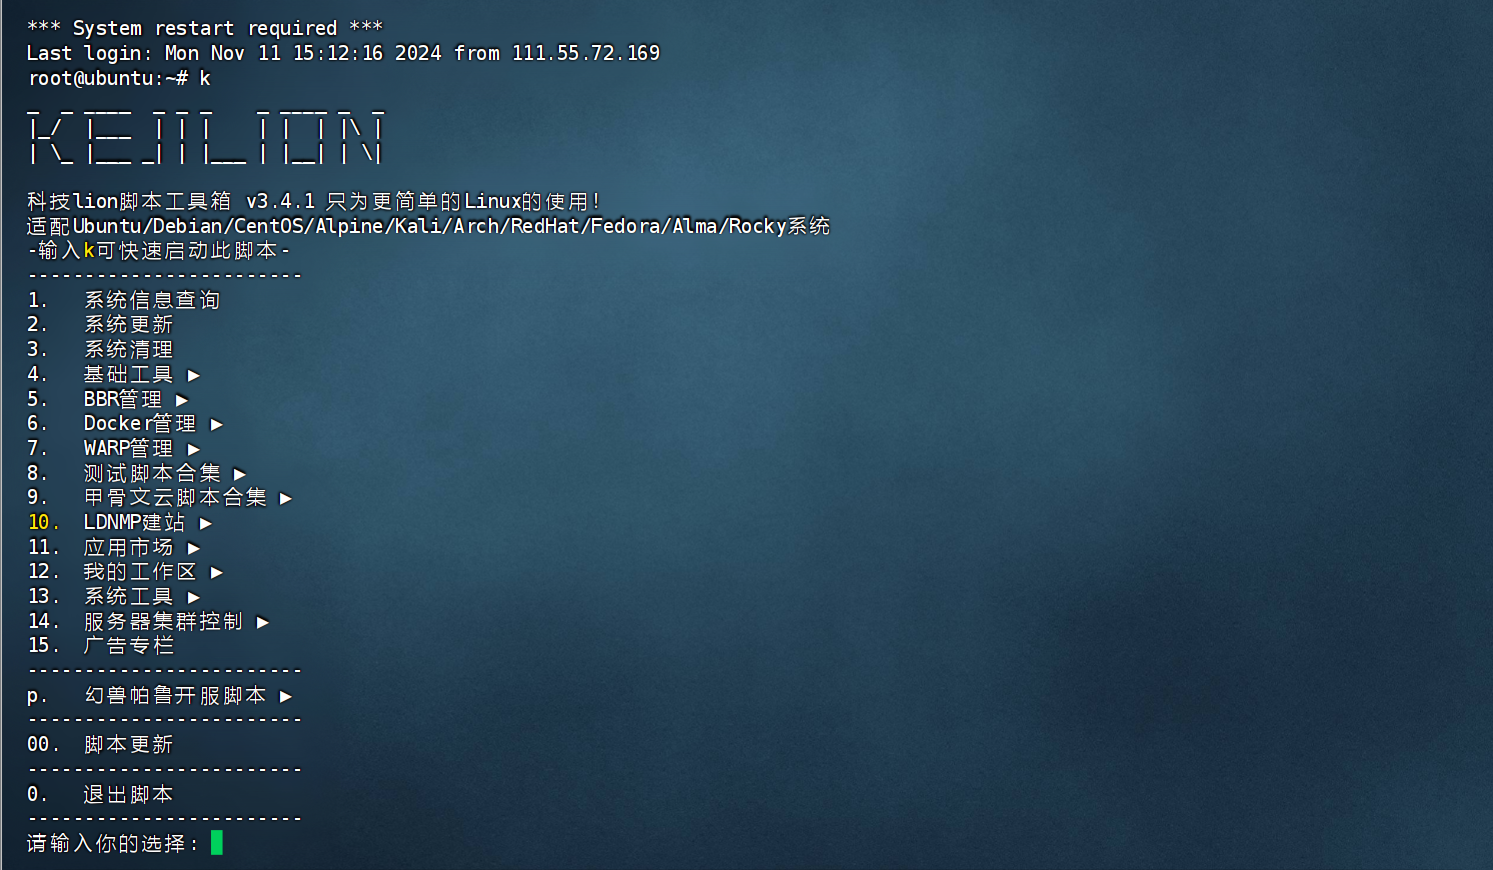 *** System restart required ***
Last login: Mon Nov 11 15:12:16 2024 from 111.55.72.169
root@ubuntu:~# k
KEJILION
科技lion脚本工具箱 v3.4.1 只为更简单的Linux的使用！
适配Ubuntu/Debian/CentOS/Alpine/Kali/Arch/RedHat/Fedora/Alma/Rocky系统
-输入k可快速启动此脚本-
------------------------
1. 系统信息查询
2. 系统更新
3. 系统清理
4. 基础工具 ▶
5. BBR管理 ▶
6. Docker管理 ▶
7. WARP管理 ▶
8. 测试脚本合集 ▶
9. 甲骨文云脚本合集 ▶
10. LDNMP建站 ▶
11. 应用市场 ▶
12. 我的工作区 ▶
13. 系统工具 ▶
14. 服务器集群控制 ▶
15. 广告专栏
------------------------
p. 幻兽帕鲁开服脚本 ▶
------------------------
00. 脚本更新
------------------------
0. 退出脚本
------------------------
请输入你的选择: